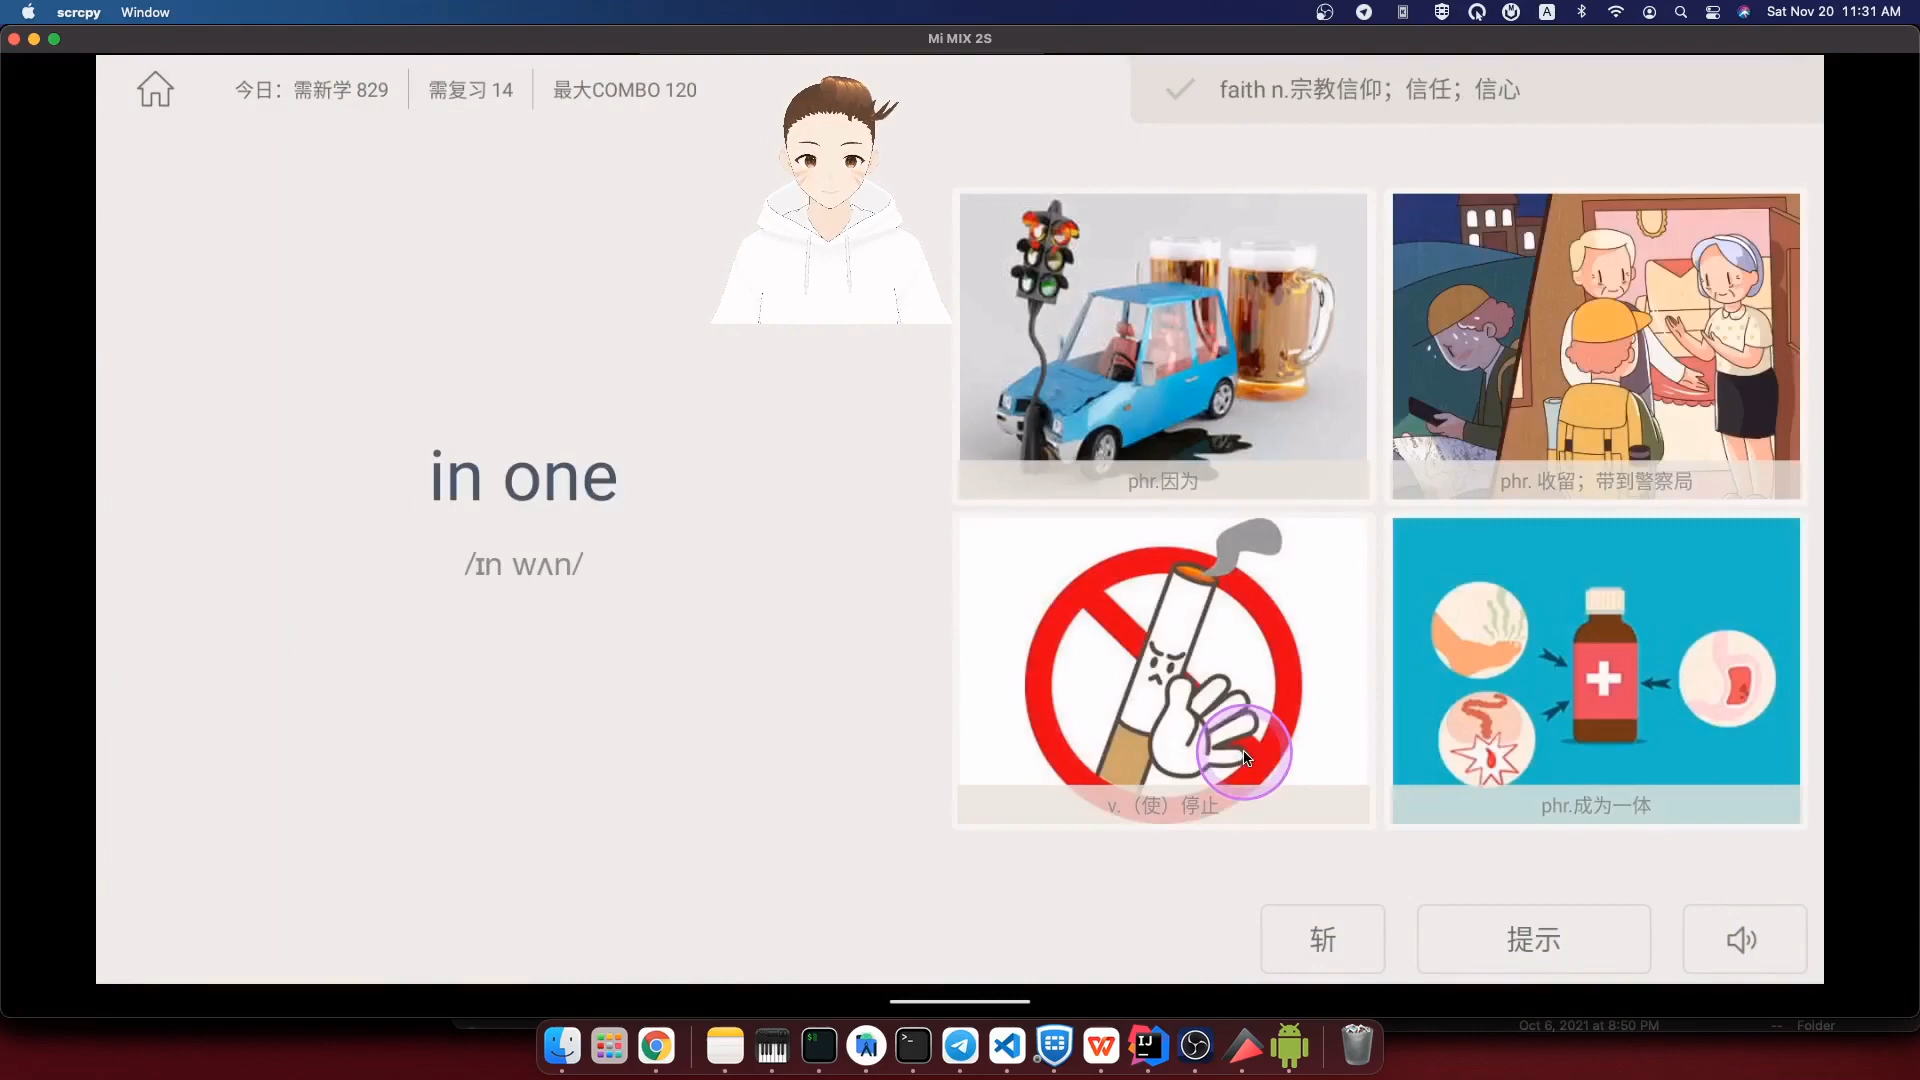 scrcpy Window
A
Sat Nov 20 11:31 AM
Mi MIX 2S
今日：需新学 829 需复习 14 最大COMBO 120
faith n.宗教信仰；信任；信心
in one
/ɪn wʌn/
phr.因为
phr. 收留；带到警察局
v.（使）停止
phr.成为一体
斩
提示
Oct 6, 2021 at 8:50 PM -- Folder
IJ